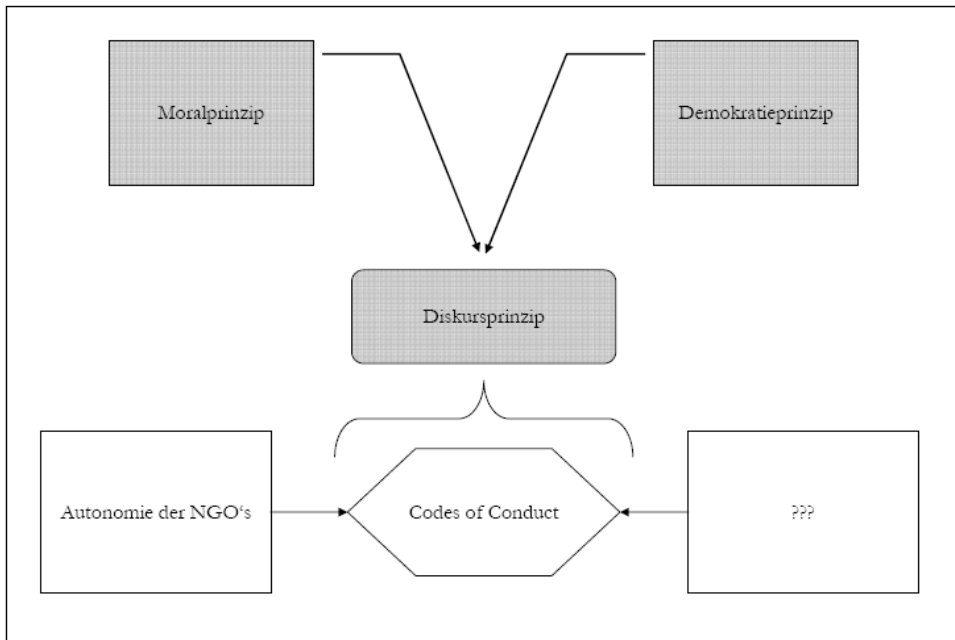 Moralprinzip
Demokratieprinzip
Diskursprinzip
Autonomie der NGO‘s
Codes of Conduct
???